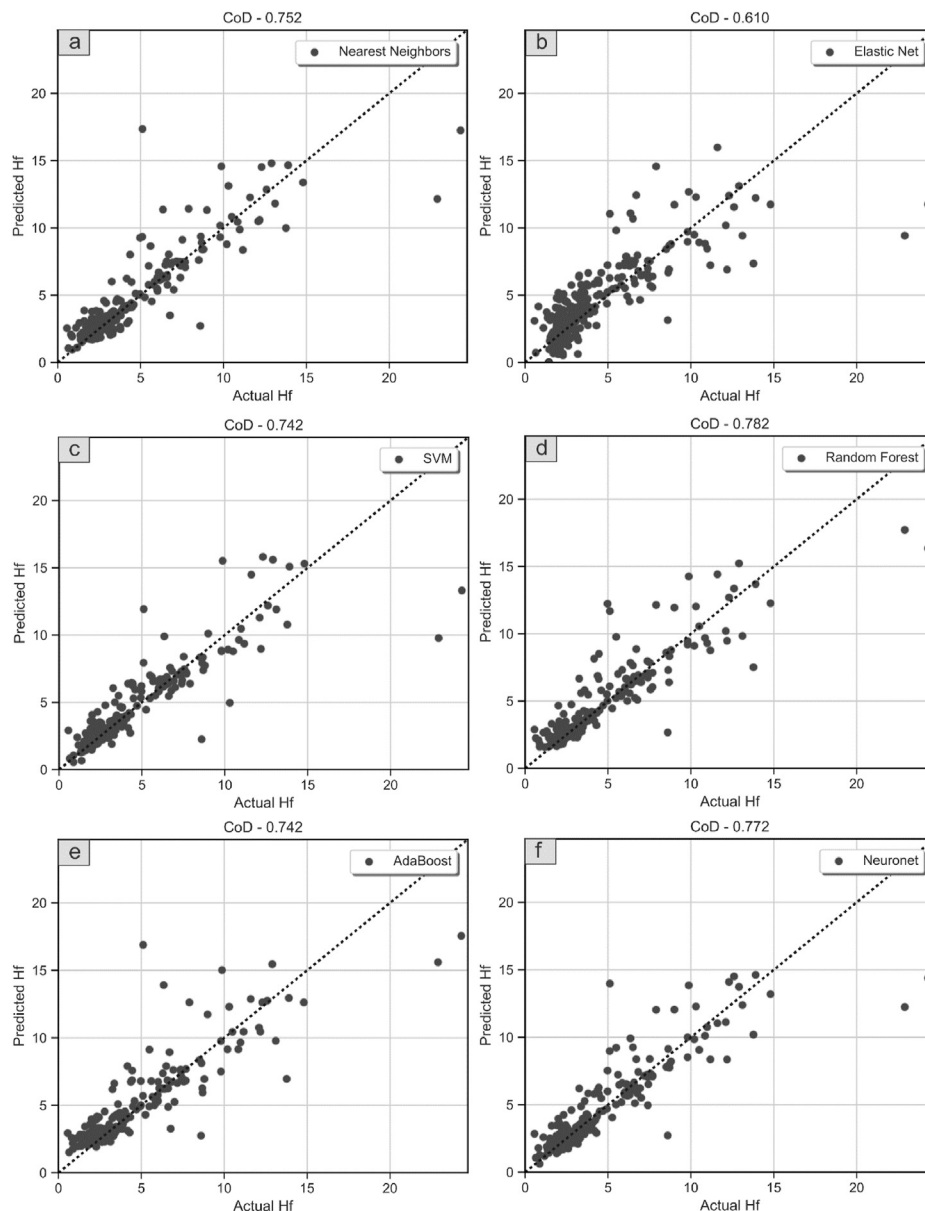 CoD - 0.752
a
Nearest Neighbors
Predicted Hf
20
15
10
5
0
0 5 10 15 20
Actual Hf
CoD - 0.610
b
Elastic Net
Predicted Hf
20
15
10
5
0
0 5 10 15 20
Actual Hf
CoD - 0.742
c
SVM
Predicted Hf
20
15
10
5
0
0 5 10 15 20
Actual Hf
CoD - 0.782
d
Random Forest
Predicted Hf
20
15
10
5
0
0 5 10 15 20
Actual Hf
CoD - 0.742
e
AdaBoost
Predicted Hf
20
15
10
5
0
0 5 10 15 20
Actual Hf
CoD - 0.772
f
Neuronet
Predicted Hf
20
15
10
5
0
0 5 10 15 20
Actual Hf